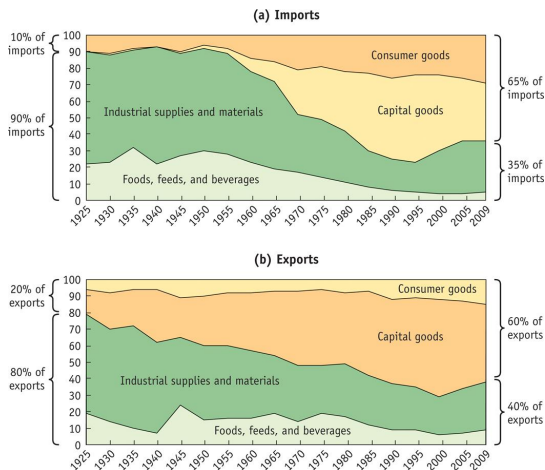 (a) Imports
10% of
imports
90% of
imports
100
90
80
70
60
50
40
30
20
10
0
Consumer goods
Capital goods
Industrial supplies and materials
Foods, feeds, and beverages
65% of
imports
35% of
imports
1925
1930
1935
1940
1945
1950
1955
1960
1965
1970
1975
1980
1985
1990
1995
2000
2005
2009
(b) Exports
20% of
exports
80% of
exports
100
90
80
70
60
50
40
30
20
10
0
Consumer goods
Capital goods
Industrial supplies and materials
Foods, feeds, and beverages
60% of
exports
40% of
exports
1925
1930
1935
1940
1945
1950
1955
1960
1965
1970
1975
1980
1985
1990
1995
2000
2005
2009